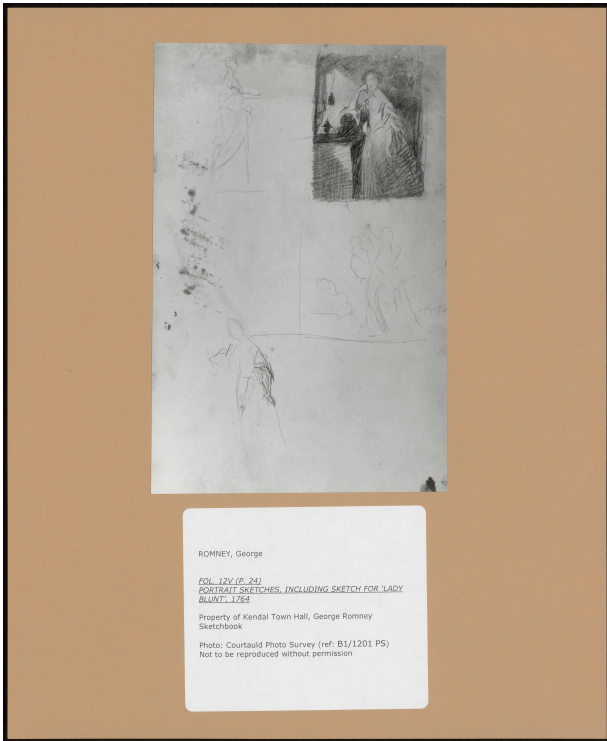 ROMNEY, George
FOL. 12V (P. 24)
PORTRAIT SKETCHES, INCLUDING SKETCH FOR 'LADY
BLUNT', 1764
Property of Kendal Town Hall, George Romney
Sketchbook
Photo: Courtauld Photo Survey (ref: B1/1201 PS)
Not to be reproduced without permission